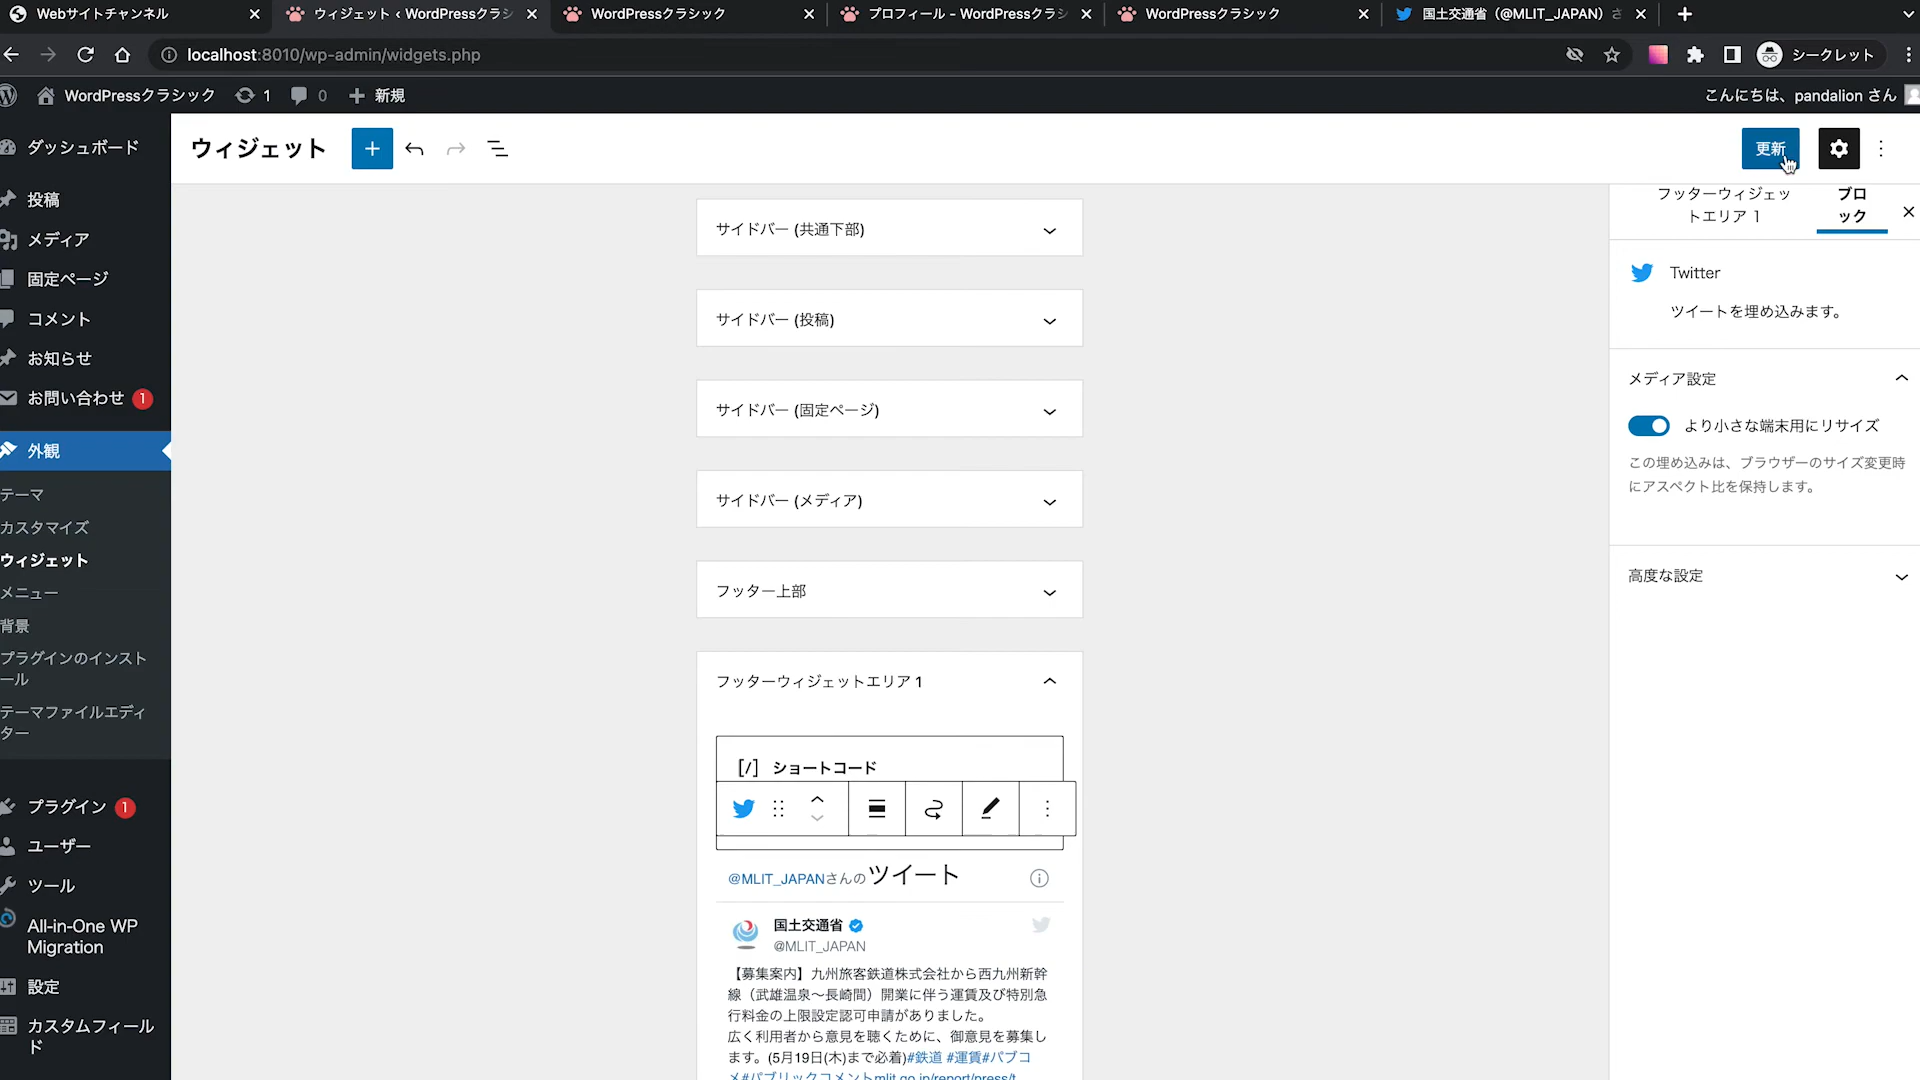 Webサイトチャンネル
ウィジェット ‹ WordPressクラシ
WordPressクラシック
プロフィール – WordPressクラシ
WordPressクラシック
国土交通省（@MLIT_JAPAN）さ
localhost:8010/wp-admin/widgets.php
シークレット
WordPressクラシック
1
0
新規
こんにちは、pandalion さん
ダッシュボード
投稿
メディア
固定ページ
コメント
お知らせ
お問い合わせ 1
外観
テーマ
カスタマイズ
ウィジェット
メニュー
背景
プラグインのインスト
ール
テーマファイルエディ
ター
プラグイン 1
ユーザー
ツール
All-in-One WP
Migration
設定
カスタムフィール
ド
ウィジェット
更新
サイドバー (共通下部)
サイドバー (投稿)
サイドバー (固定ページ)
サイドバー (メディア)
フッター上部
フッターウィジェットエリア 1
[/] ショートコード
@MLIT_JAPANさんのツイート
国土交通省
@MLIT_JAPAN
【募集案内】九州旅客鉄道株式会社から西九州新幹
線（武雄温泉～長崎間）開業に伴う運賃及び特別急
行料金の上限設定認可申請がありました。
広く利用者から意見を聴くために、御意見を募集し
ます。(5月19日(木)まで必着)#鉄道 #運賃#パブコ
メ#パブリックコメントmlit.go.jp/report/press/t
フッターウィジェッ
トエリア 1
ブロ
ック
Twitter
ツイートを埋め込みます。
メディア設定
より小さな端末用にリサイズ
この埋め込みは、ブラウザーのサイズ変更時
にアスペクト比を保持します。
高度な設定